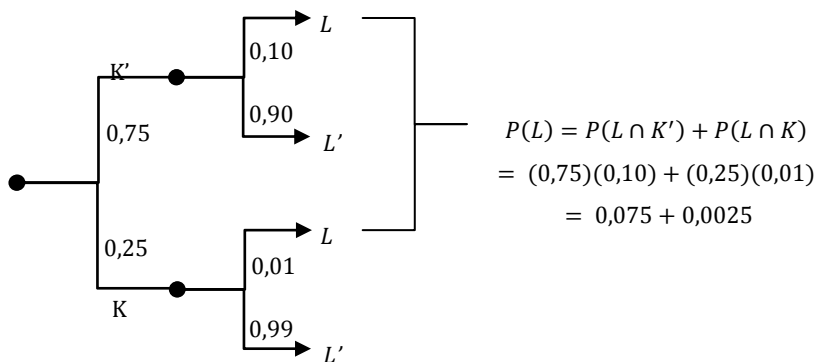 L
0,10
K'
0,90
0,75
L'
P(L) = P(L ∩ K′) + P(L ∩ K)
= (0,75)(0,10) + (0,25)(0,01)
= 0,075 + 0,0025
L
0,25
0,01
K
0,99
L'